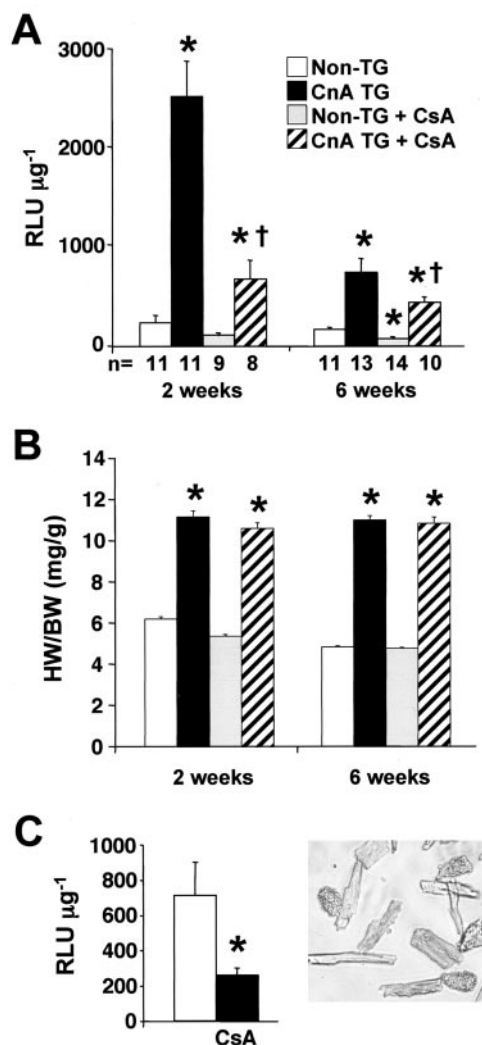 A
3000
2000
1000
0
RLU µg-1
Non-TG
CnA TG
Non-TG + CsA
CnA TG + CsA
*
*†
*
*
*†
n= 11 11 9 8 11 13 14 10
2 weeks 6 weeks
B
14
12
10
8
6
4
2
0
HW/BW (mg/g)
* * * *
2 weeks 6 weeks
C
1000
800
600
400
200
0
RLU µg-1
*
CsA